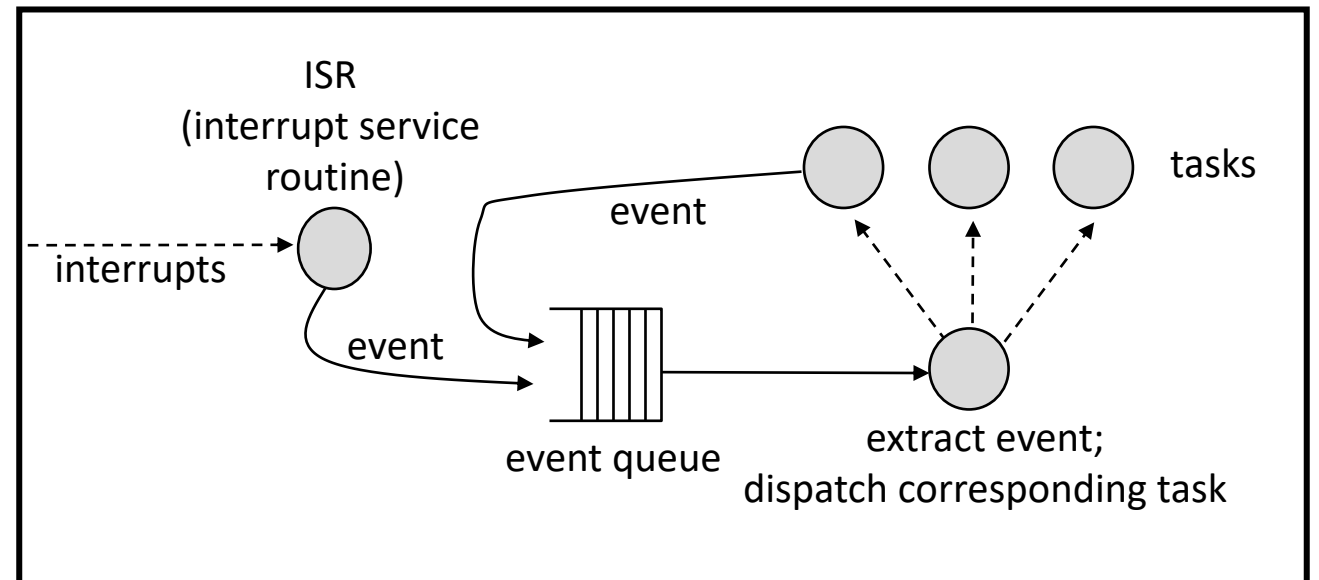 ISR
(interrupt service
routine)
tasks
event
interrupts
event
event queue
extract event;
dispatch corresponding task